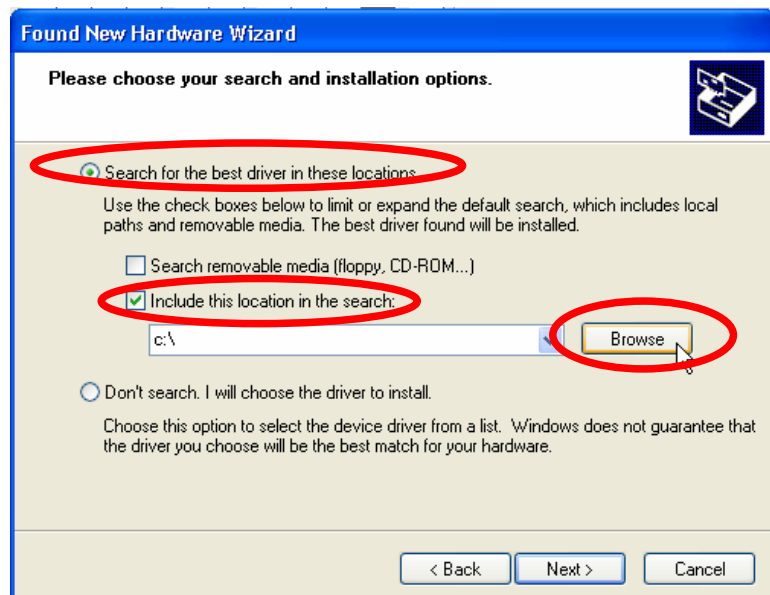 Found New Hardware Wizard
Please choose your search and installation options.
Search for the best driver in these locations.
Use the check boxes below to limit or expand the default search, which includes local
paths and removable media. The best driver found will be installed.
Search removable media (floppy, CD-ROM...)
Include this location in the search:
c:\
Browse
Don't search. I will choose the driver to install.
Choose this option to select the device driver from a list. Windows does not guarantee that
the driver you choose will be the best match for your hardware.
< Back
Next >
Cancel